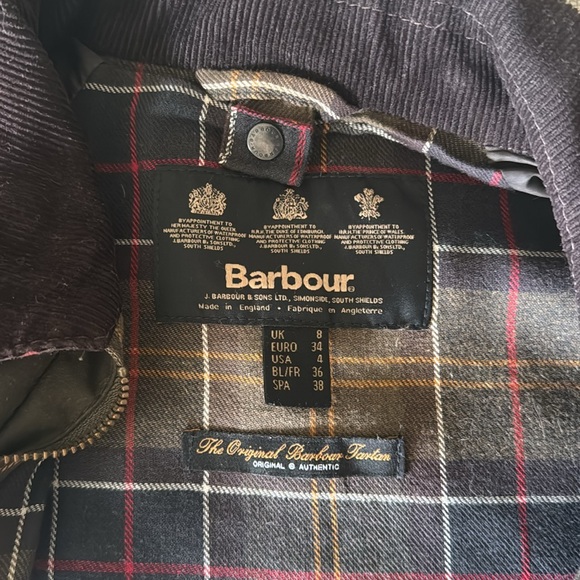 BY APPOINTMENT TO
HER MAJESTY THE QUEEN
MANUFACTURERS OF WATERPROOF
AND PROTECTIVE CLOTHING
J.BARBOUR & SONS LTD.,
SOUTH SHIELDS
BY APPOINTMENT TO
H.R.H. THE DUKE OF EDINBURGH
MANUFACTURERS OF WATERPROOF
AND PROTECTIVE CLOTHING
J.BARBOUR & SONS LTD.,
SOUTH SHIELDS
BY APPOINTMENT TO
H.R.H. THE PRINCE OF WALES
MANUFACTURERS OF WATERPROOF
AND PROTECTIVE CLOTHING
J.BARBOUR & SONS LTD.,
SOUTH SHIELDS
Barbour®
J. BARBOUR & SONS LTD., SIMONSIDE, SOUTH SHIELDS
Made in England • Fabriqué en Angleterre
UK 8
EURO 34
USA 4
BL/FR 36
SPA 38
The Original Barbour Tartan
ORIGINAL & AUTHENTIC